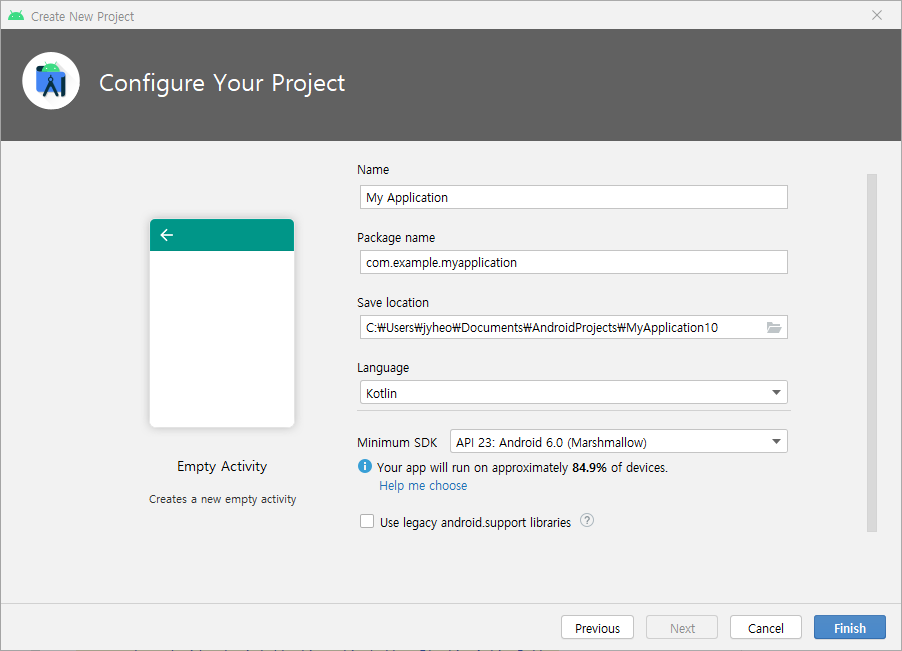 Create New Project
Configure Your Project
Name
My Application
Package name
com.example.myapplication
Save location
C:₩Users₩jyheo₩Documents₩AndroidProjects₩MyApplication10
Language
Kotlin
Minimum SDK API 23: Android 6.0 (Marshmallow)
Your app will run on approximately 84.9% of devices.
Help me choose
Use legacy android.support libraries
Empty Activity
Creates a new empty activity
Previous Next Cancel Finish